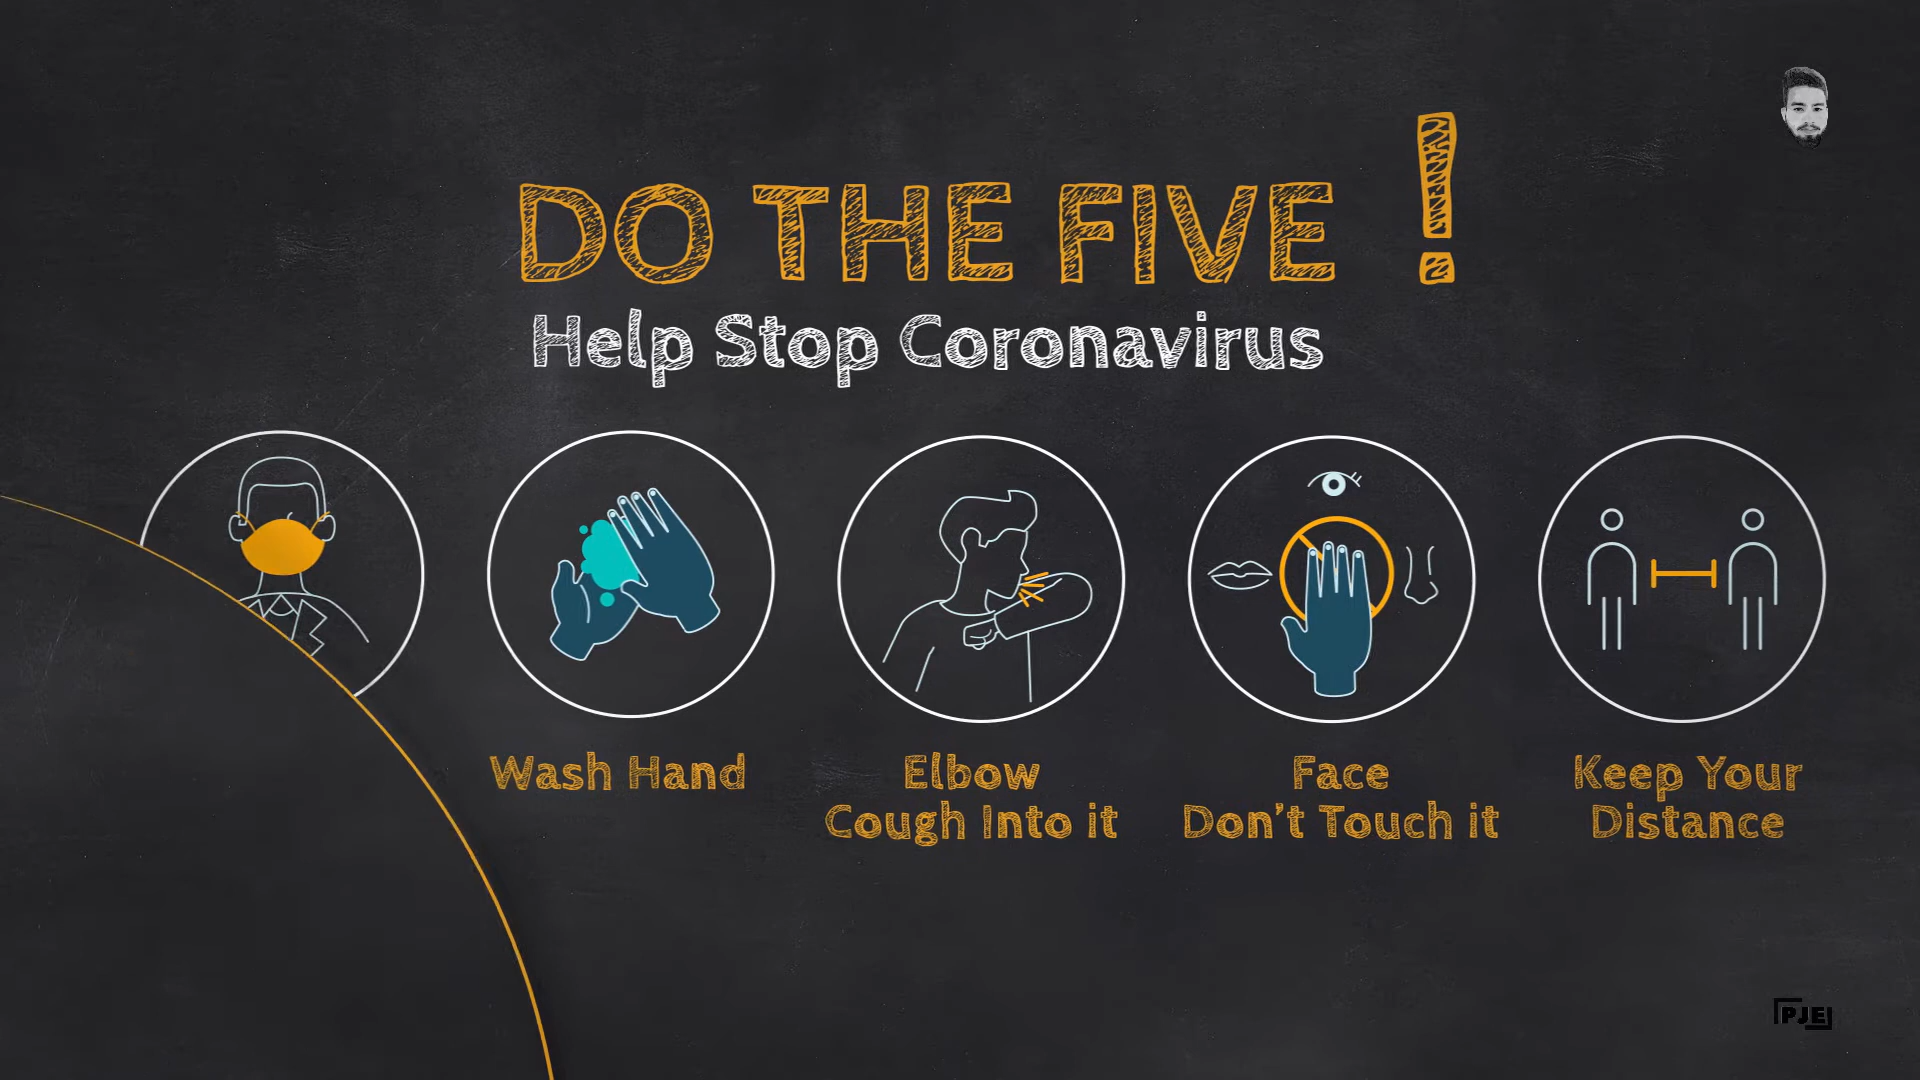 DO THE FIVE !
Help Stop Coronavirus
Wash Hand
Elbow
Cough Into it
Face
Don't Touch it
Keep Your
Distance
PJE